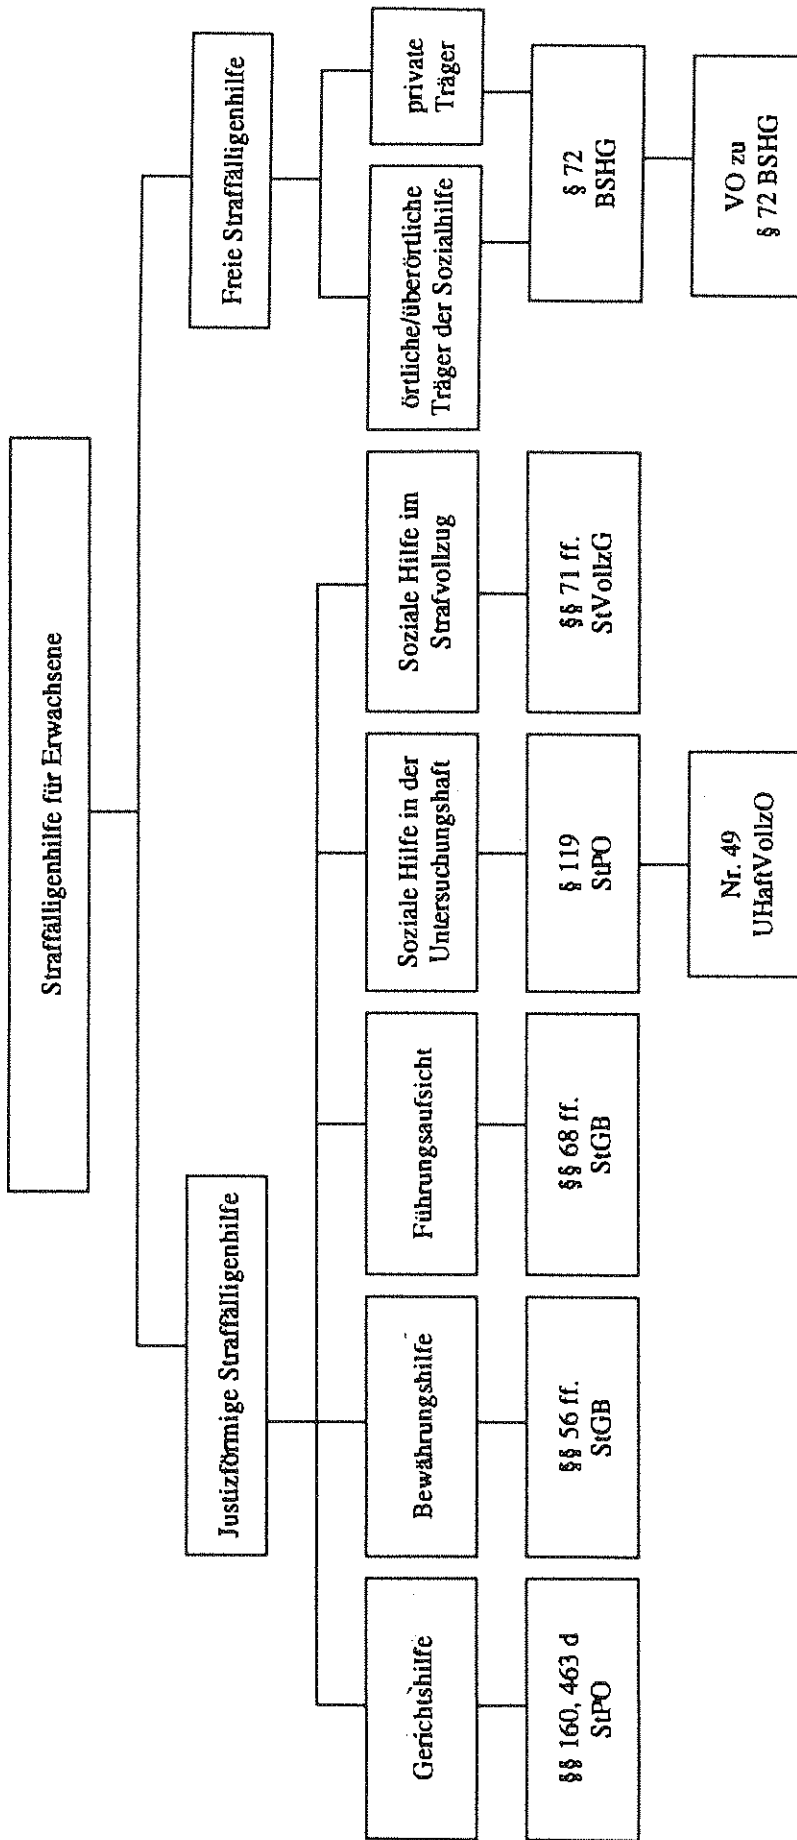 Straffälligenhilfe für Erwachsene
Justizförmige Straffälligenhilfe
Freie Straffälligenhilfe
Gerichtshilfe
Bewährungshilfe
Führungsaufsicht
Soziale Hilfe in der
Untersuchungshaft
Soziale Hilfe im
Strafvollzug
örtliche/überörtliche
Träger der Sozialhilfe
private
Träger
§§ 160, 463 d
StPO
§§ 56 ff.
StGB
§§ 68 ff.
StGB
§ 119
StPO
§§ 71 ff.
StVollzG
§ 72
BSHG
Nr. 49
UHaftVollzO
VO zu
§ 72 BSHG